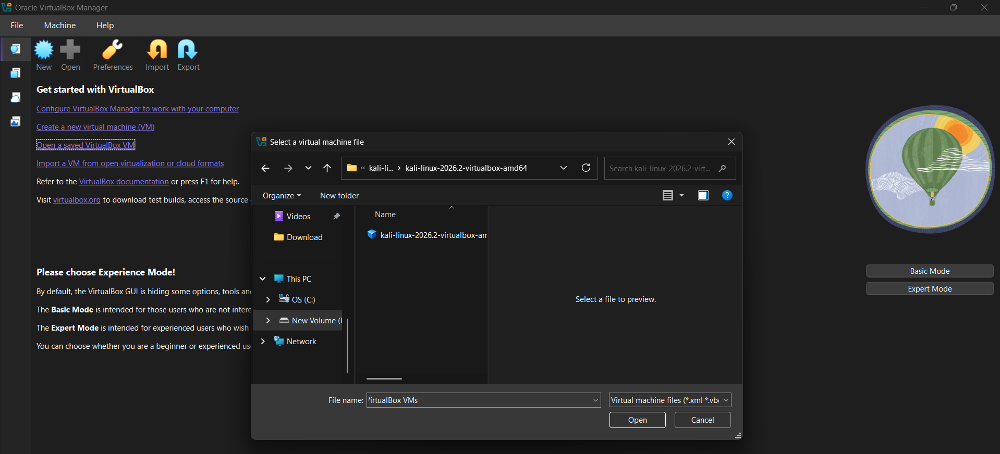 Oracle VirtualBox Manager
File Machine Help
New Open Preferences Import Export
Get started with VirtualBox
Configure VirtualBox Manager to work with your computer
Create a new virtual machine (VM)
Open a saved VirtualBox VM
Import a VM from open virtualization or cloud formats
Refer to the VirtualBox documentation or press F1 for help.
Visit virtualbox.org to download test builds, access the source
Please choose Experience Mode!
By default, the VirtualBox GUI is hiding some options, tools and
The Basic Mode is intended for those users who are not intere
The Expert Mode is intended for experienced users who wish
You can choose whether you are a beginner or experienced us
Select a virtual machine file
« kali-li... › kali-linux-2026.2-virtualbox-amd64
Search kali-linux-2026.2-virt...
Organize New folder
Videos
Download
This PC
OS (C:)
New Volume (
Network
Name
kali-linux-2026.2-virtualbox-am
Select a file to preview.
File name: VirtualBox VMs
Virtual machine files (*.xml *.vb
Open Cancel
Basic Mode
Expert Mode